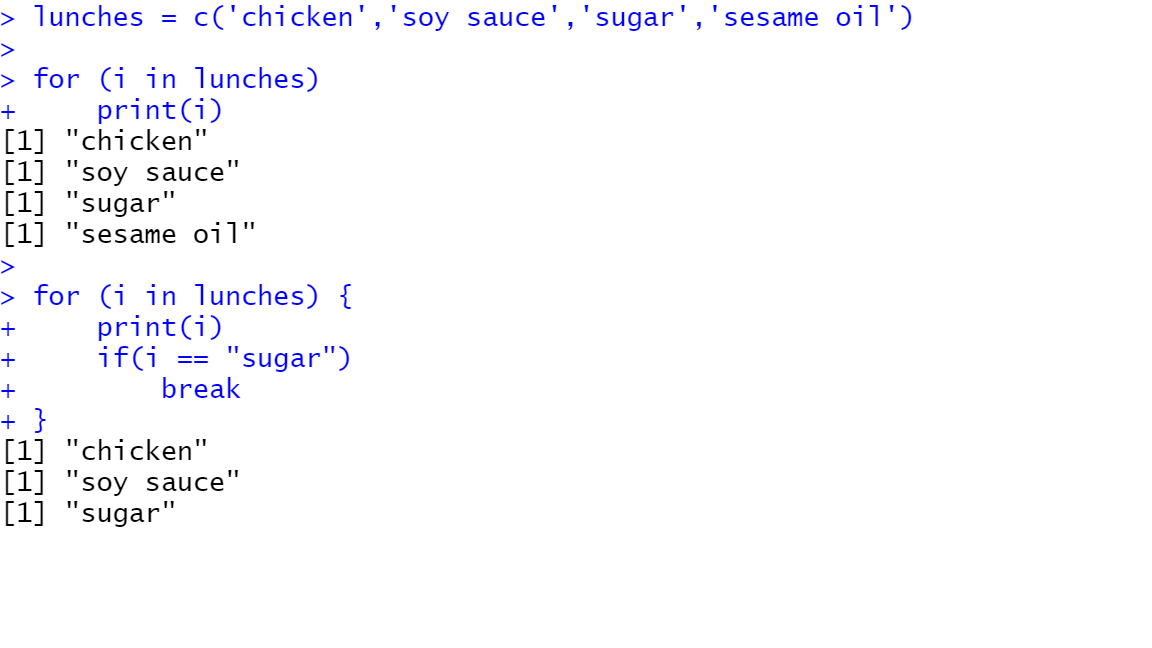 > lunches = c('chicken','soy sauce','sugar','sesame oil')
>
> for (i in lunches)
+     print(i)
[1] "chicken"
[1] "soy sauce"
[1] "sugar"
[1] "sesame oil"
>
> for (i in lunches) {
+     print(i)
+     if(i == "sugar")
+         break
+ }
[1] "chicken"
[1] "soy sauce"
[1] "sugar"